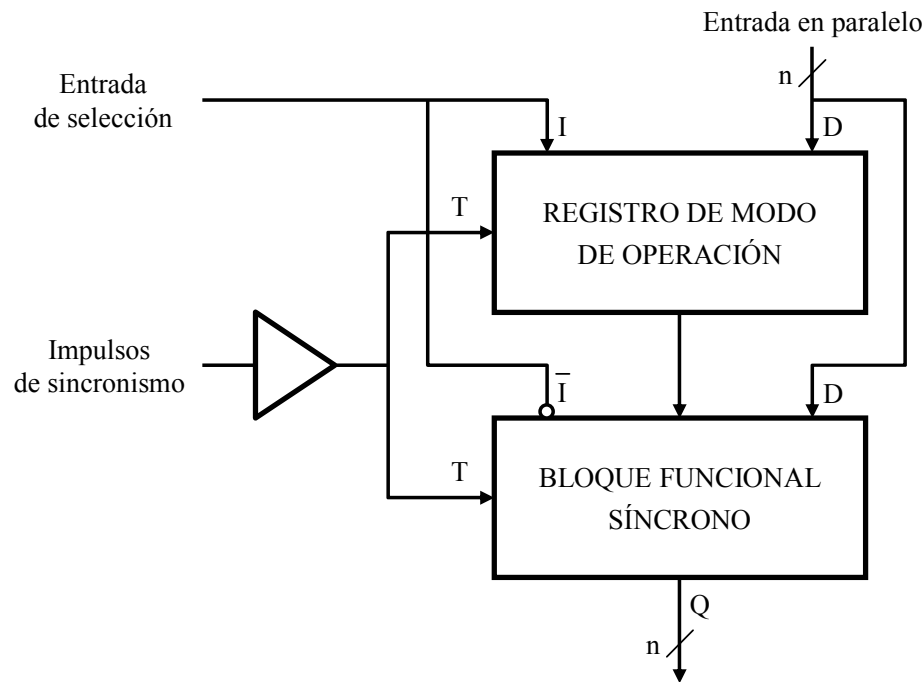 Entrada en paralelo
n
Entrada
de selección
I
D
REGISTRO DE MODO
DE OPERACIÓN
T
Impulsos
de sincronismo
I̅
D
T
BLOQUE FUNCIONAL
SÍNCRONO
Q
n